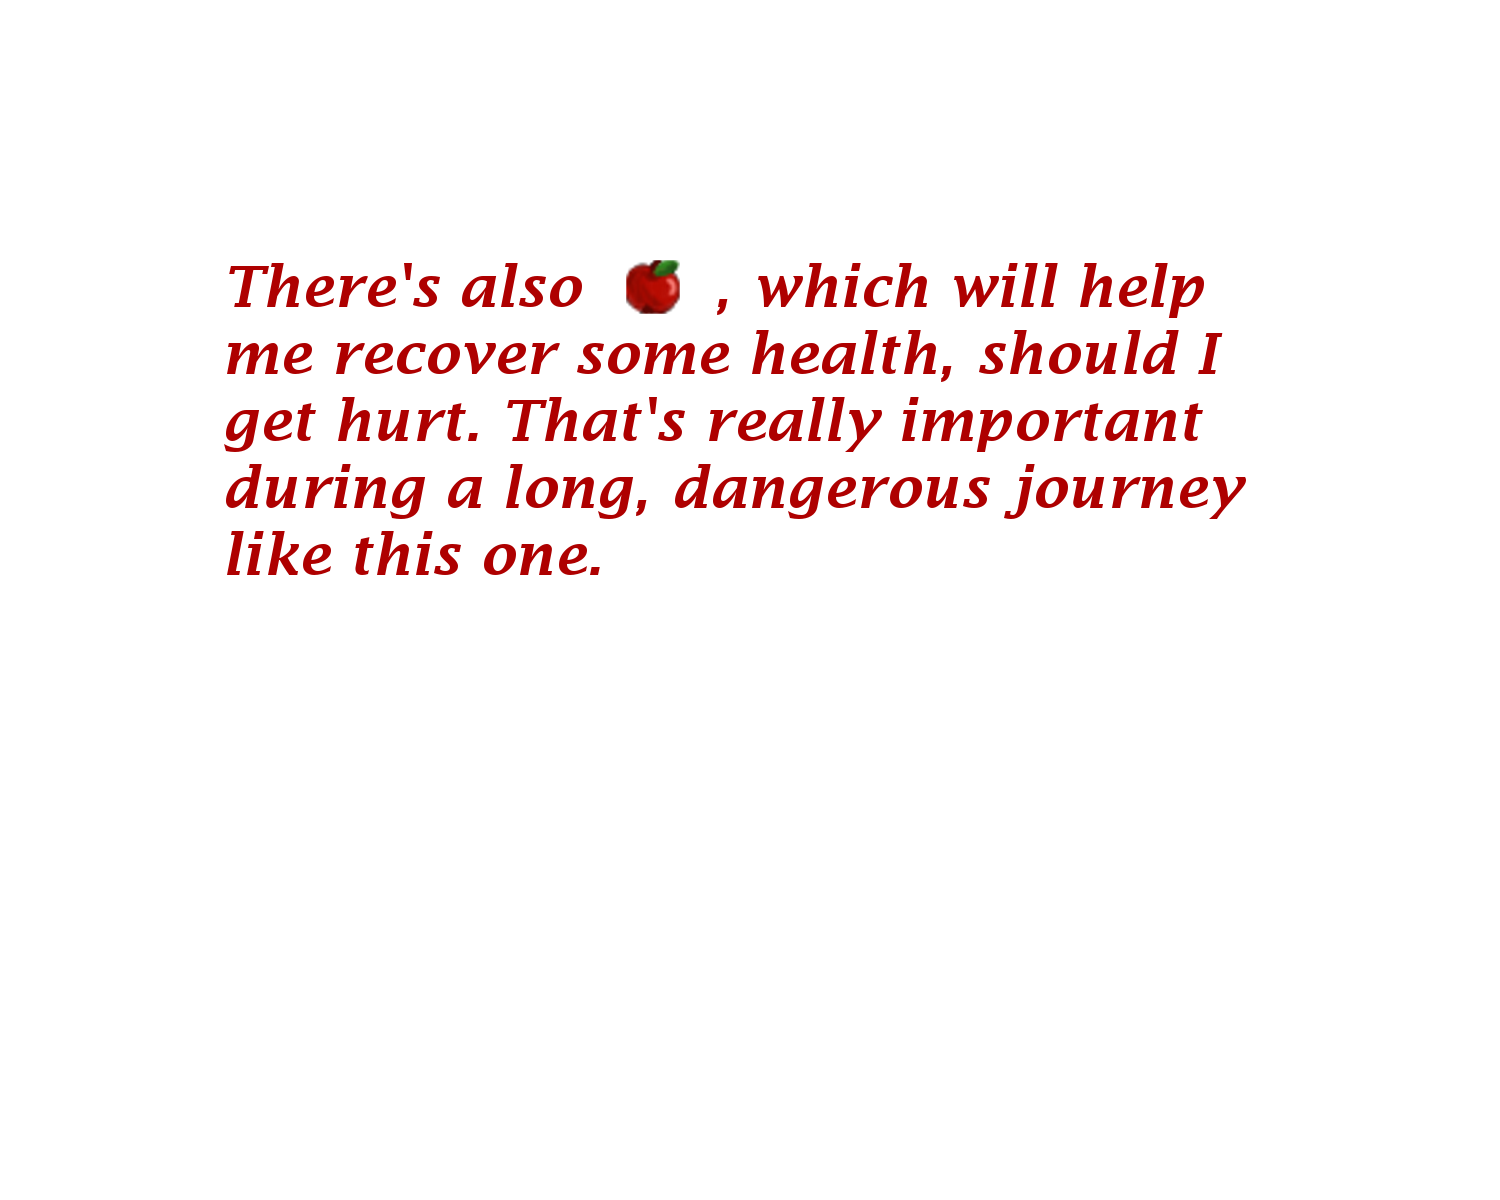 There's also , which will help
me recover some health, should I
get hurt. That's really important
during a long, dangerous journey
like this one.